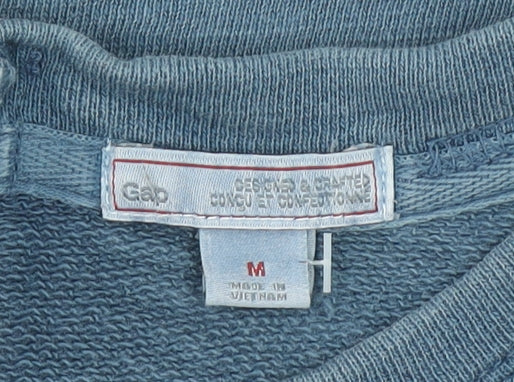 Gap
DESIGNED & CRAFTED
CONÇU ET CONFECTIONNÉ
M
MADE IN
VIETNAM